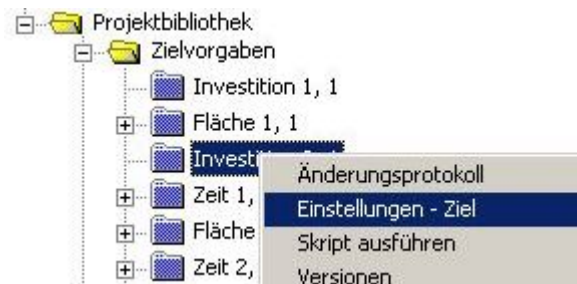 Projektbibliothek
Zielvorgaben
Investition 1, 1
Fläche 1, 1
Investi
Zeit 1,
Fläche
Zeit 2,
Änderungsprotokoll
Einstellungen - Ziel
Skript ausführen
Versionen